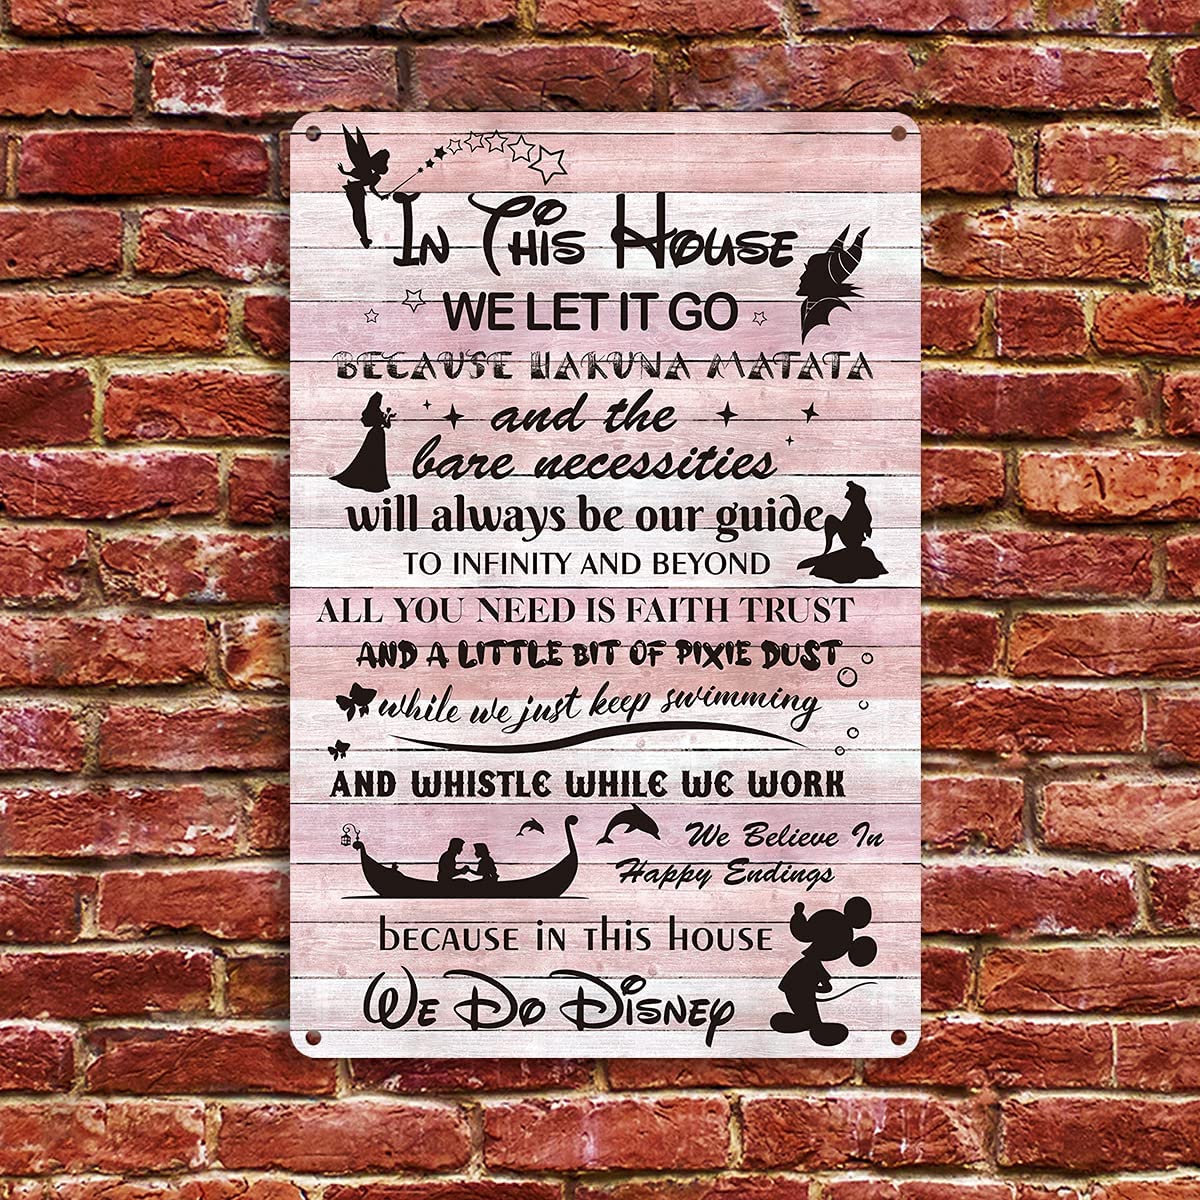 In This House
WE LET IT GO
BECAUSE HAKUNA MATATA
and the
bare necessities
will always be our guide
TO INFINITY AND BEYOND
ALL YOU NEED IS FAITH TRUST
AND A LITTLE BIT OF PIXIE DUST
while we just keep swimming
AND WHISTLE WHILE WE WORK
We Believe In
Happy Endings
because in this house
We Do Disney